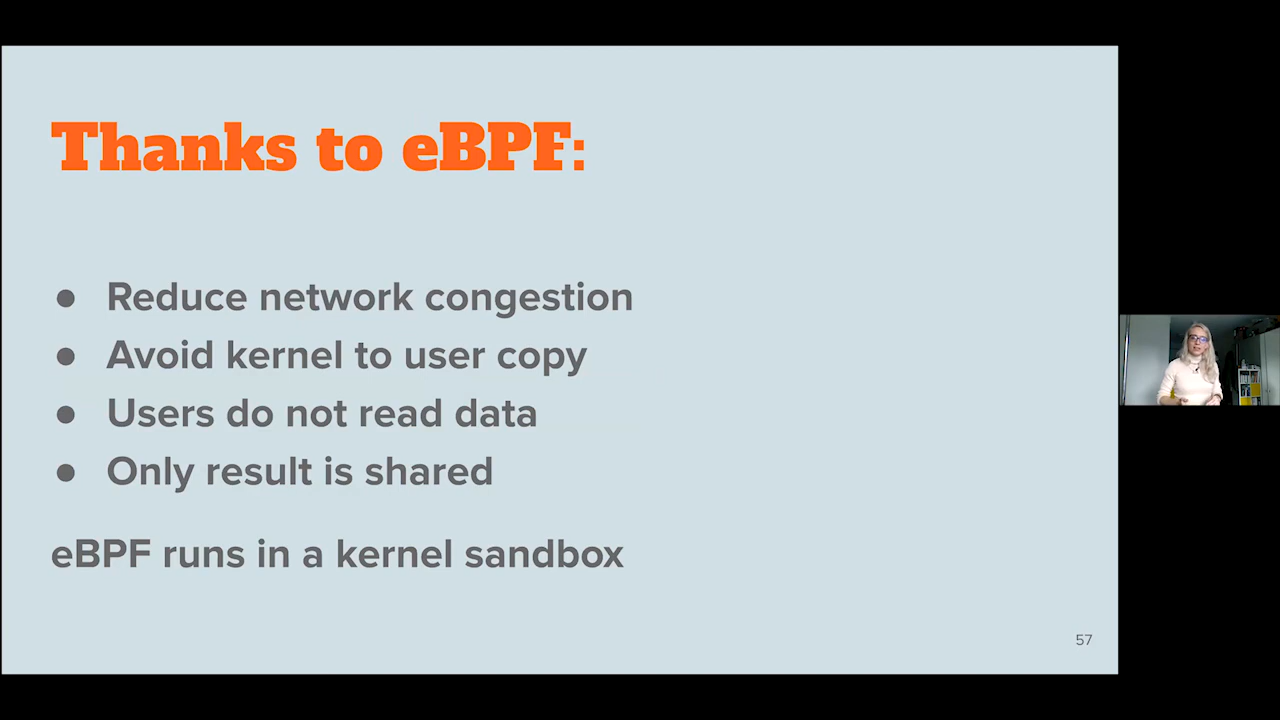 Thanks to eBPF:
● Reduce network congestion
● Avoid kernel to user copy
● Users do not read data
● Only result is shared
eBPF runs in a kernel sandbox
57